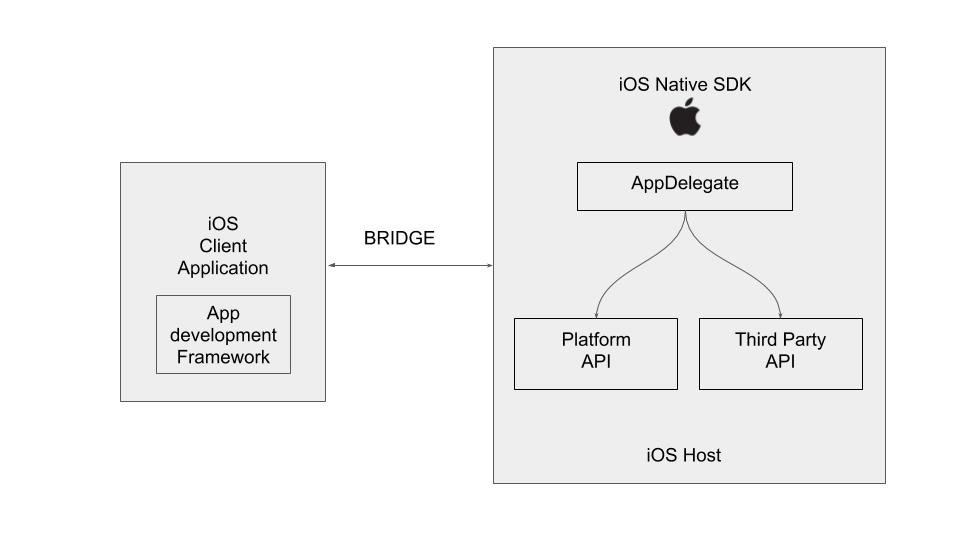 iOS
Client
Application
App
development
Framework
BRIDGE
iOS Native SDK
AppDelegate
Platform
API
Third Party
API
iOS Host